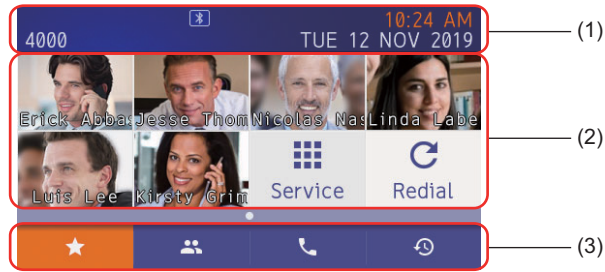 10:24 AM
4000 TUE 12 NOV 2019
(1)
Erick Abba Jesse Thom Nicolas Nas Linda Labe
(2)
Luis Lee Kirsty Grim Service Redial
(3)